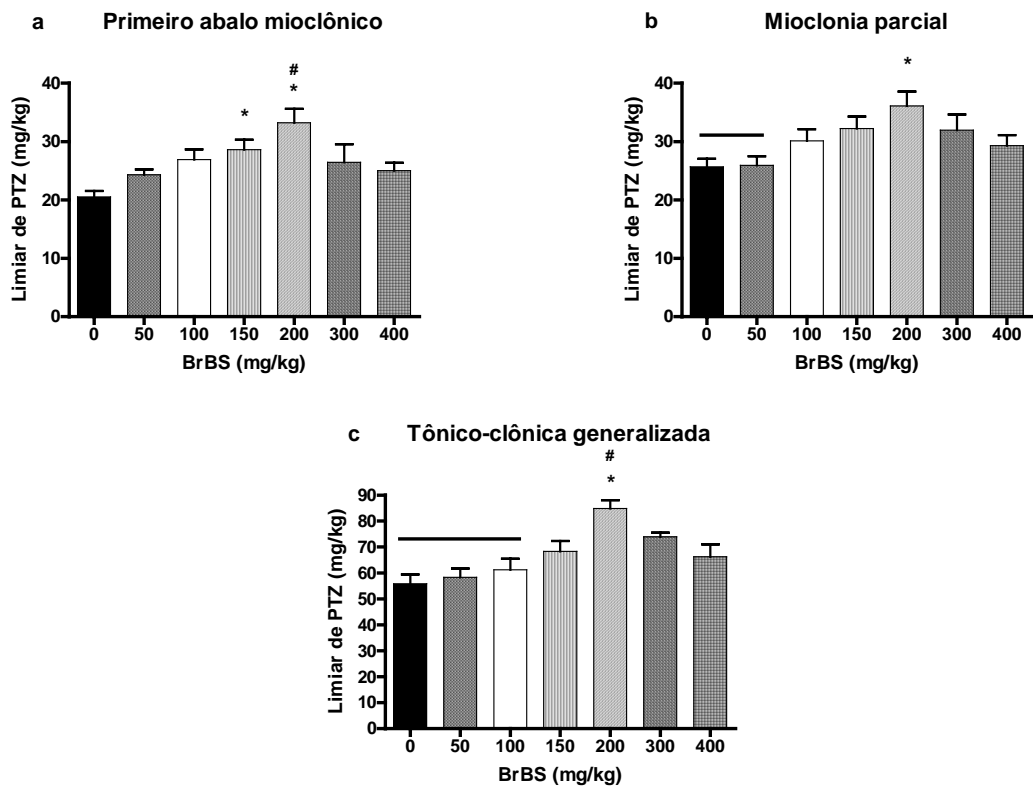 a Primeiro abalo mioclônico
#
* *
Limiar de PTZ (mg/kg)
40
30
20
10
0
0 50 100 150 200 300 400
BrBS (mg/kg)
b Mioclonia parcial
*
Limiar de PTZ (mg/kg)
40
30
20
10
0
0 50 100 150 200 300 400
BrBS (mg/kg)
c Tônico-clônica generalizada
#
*
Limiar de PTZ (mg/kg)
90
80
70
60
50
40
30
20
10
0
0 50 100 150 200 300 400
BrBS (mg/kg)